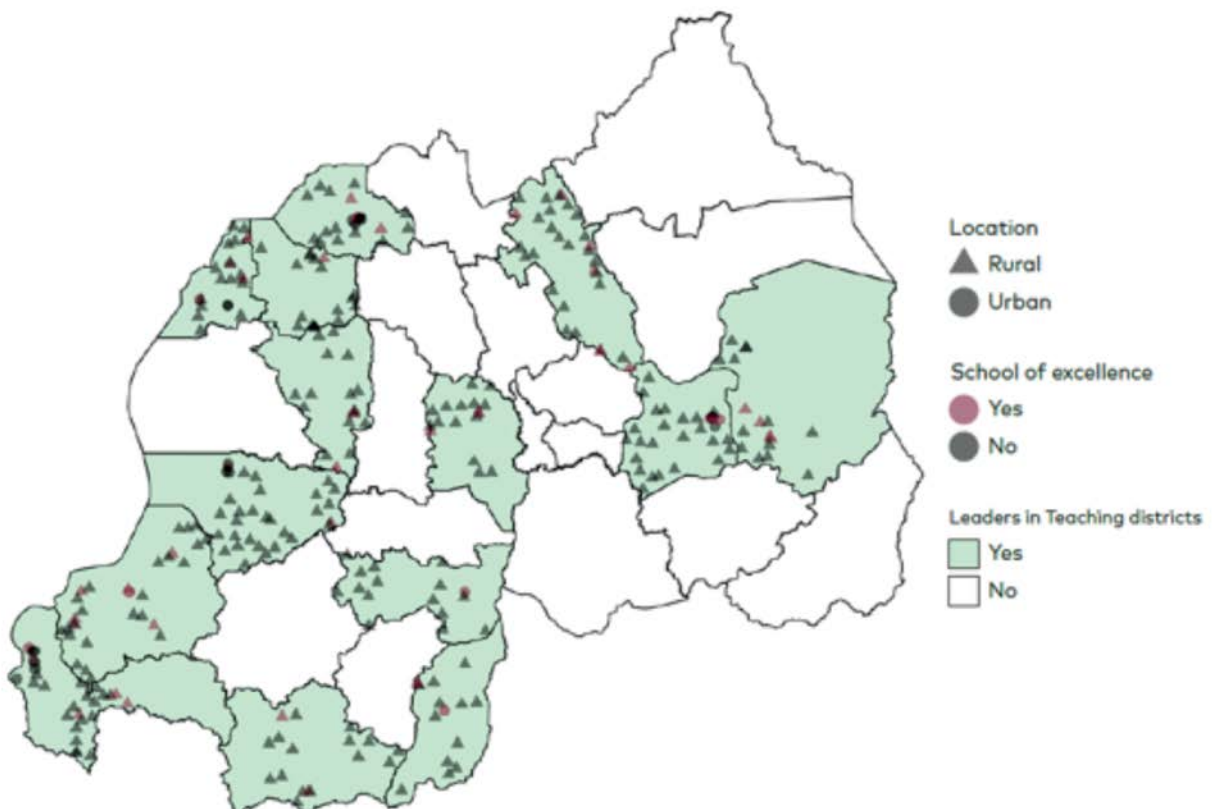 Location
Rural
Urban
School of excellence
Yes
No
Leaders in Teaching districts
Yes
No